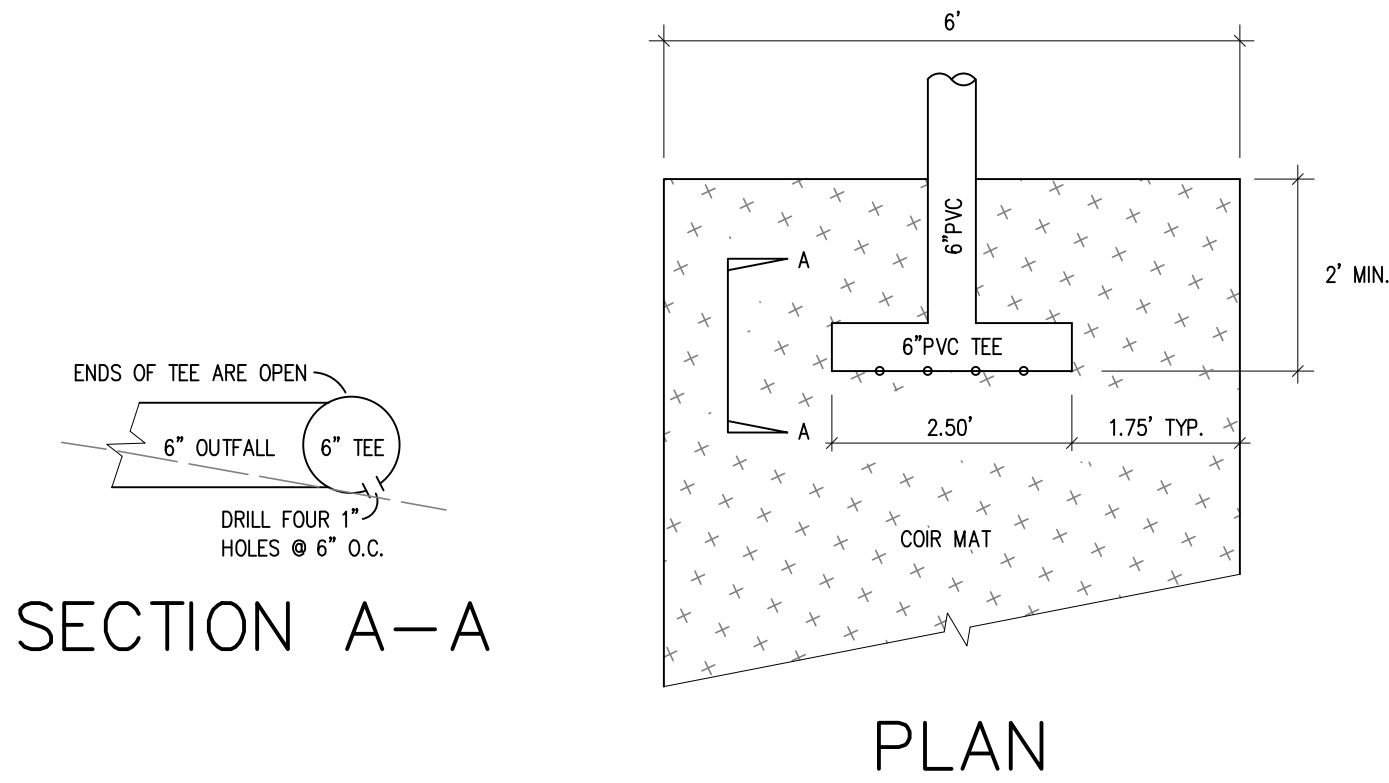 6'
6"PVC
A
2' MIN.
6"PVC TEE
ENDS OF TEE ARE OPEN
A
2.50'
1.75' TYP.
6" OUTFALL
6" TEE
DRILL FOUR 1"
HOLES @ 6" O.C.
COIR MAT
SECTION A-A
PLAN